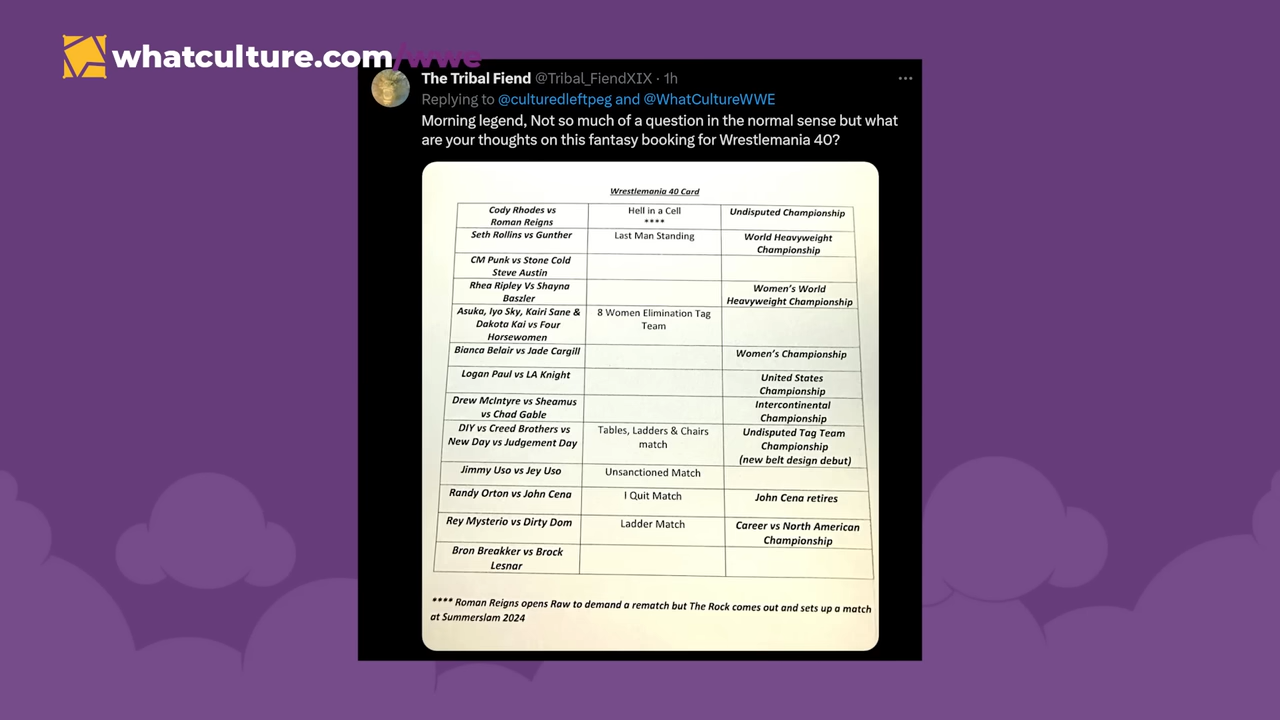 whatculture.com/wwe
The Tribal Fiend @Tribal_FiendXIX · 1h
Replying to @culturedleftpeg and @WhatCultureWWE
Morning legend, Not so much of a question in the normal sense but what
are your thoughts on this fantasy booking for Wrestlemania 40?
Wrestlemania 40 Card
Cody Rhodes vs
Roman Reigns
Hell in a Cell
****
Undisputed Championship
Seth Rollins vs Gunther
Last Man Standing
World Heavyweight
Championship
CM Punk vs Stone Cold
Steve Austin
Rhea Ripley Vs Shayna
Baszler
Women's World
Heavyweight Championship
Asuka, Iyo Sky, Kairi Sane &
Dakota Kai vs Four
Horsewomen
8 Women Elimination Tag
Team
Bianca Belair vs Jade Cargill
Women's Championship
Logan Paul vs LA Knight
United States
Championship
Drew McIntyre vs Sheamus
vs Chad Gable
Intercontinental
Championship
DIY vs Creed Brothers vs
New Day vs Judgement Day
Tables, Ladders & Chairs
match
Undisputed Tag Team
Championship
(new belt design debut)
Jimmy Uso vs Jey Uso
Unsanctioned Match
Randy Orton vs John Cena
I Quit Match
John Cena retires
Rey Mysterio vs Dirty Dom
Ladder Match
Career vs North American
Championship
Bron Breakker vs Brock
Lesnar
**** Roman Reigns opens Raw to demand a rematch but The Rock comes out and sets up a match
at Summerslam 2024